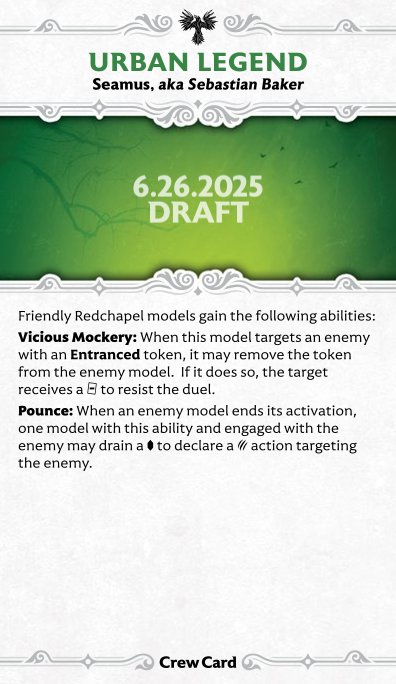 URBAN LEGEND
Seamus, aka Sebastian Baker
6.26.2025
DRAFT
Friendly Redchapel models gain the following abilities:
Vicious Mockery: When this model targets an enemy
with an Entranced token, it may remove the token
from the enemy model.  If it does so, the target
receives a to resist the duel.
Pounce: When an enemy model ends its activation,
one model with this ability and engaged with the
enemy may drain a to declare a action targeting
the enemy.
Crew Card